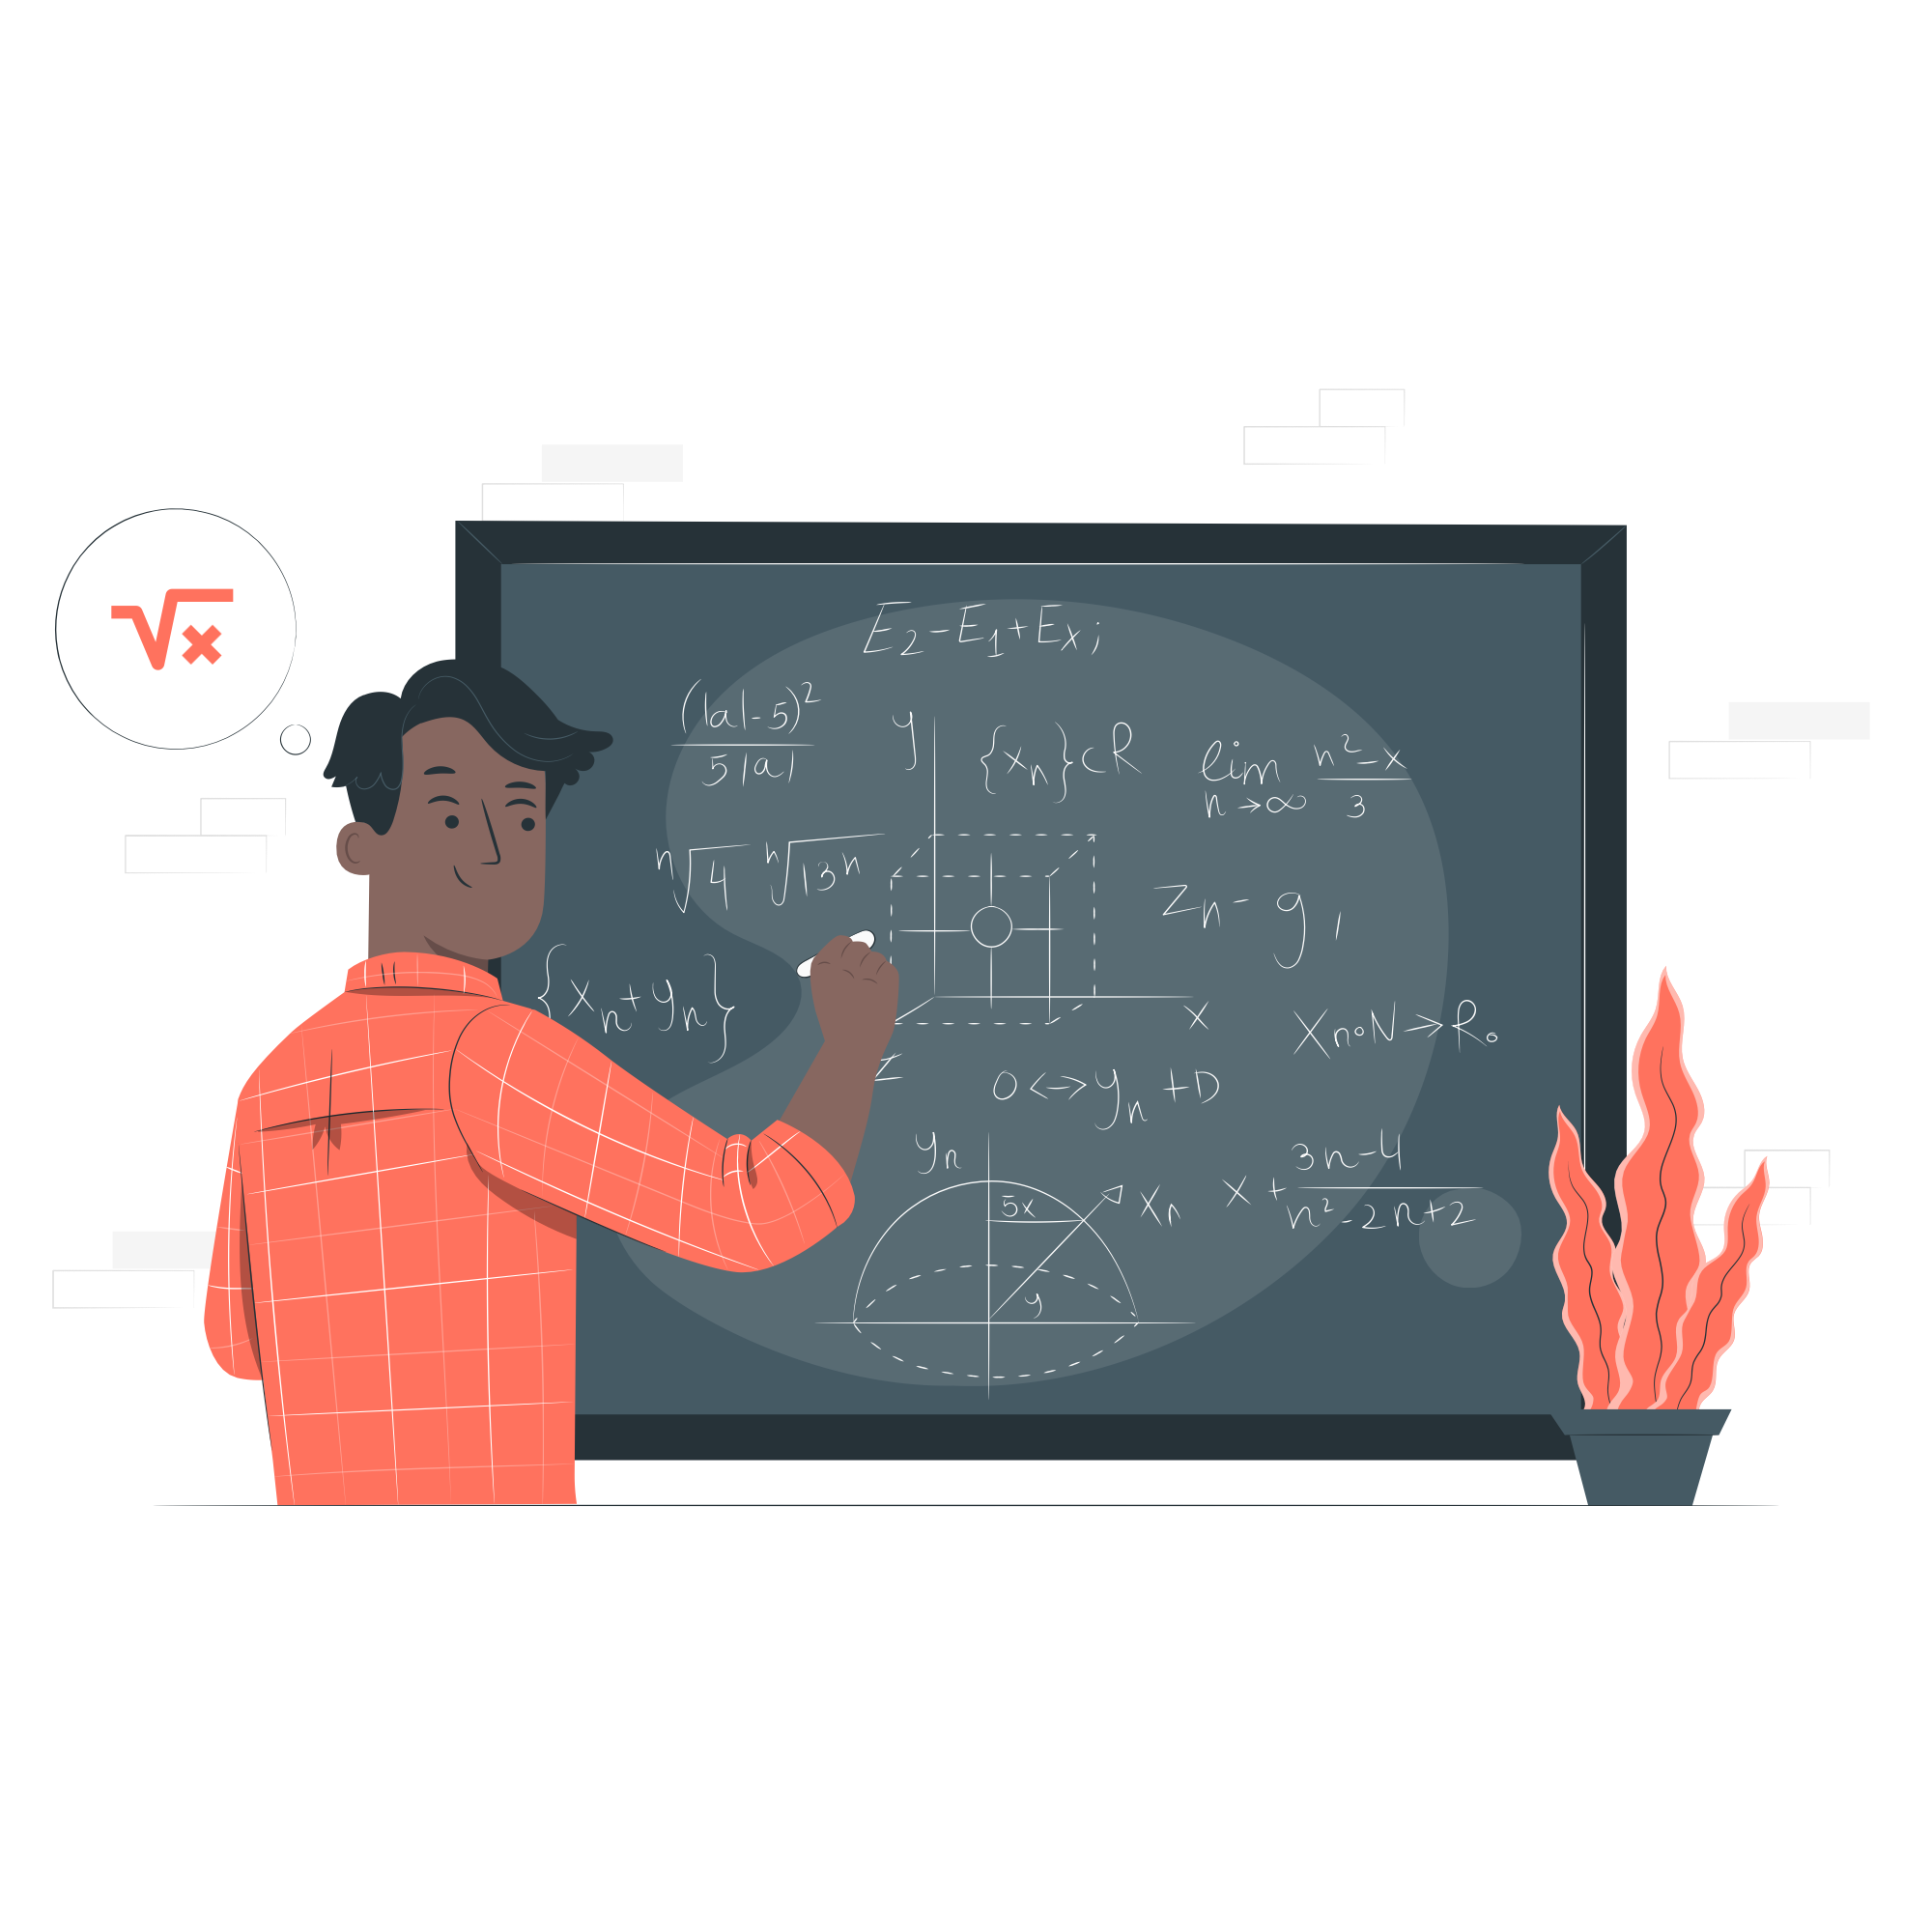 √x
E₂ - E₁ + Exi
(|a| - 5)²
5|a|
y
{xₙ} ⊂ R
lim n² - x
n → ∞ 3
ⁿ√4 ⁿ√13ⁿ
zₙ - y,
{xₙ + yₙ}
x
xₙ∘N → R∘
z
0 <=> yₙ + D
yₙ
3n - 4
5x
xₙ
x +
n² - 2n + 2
y